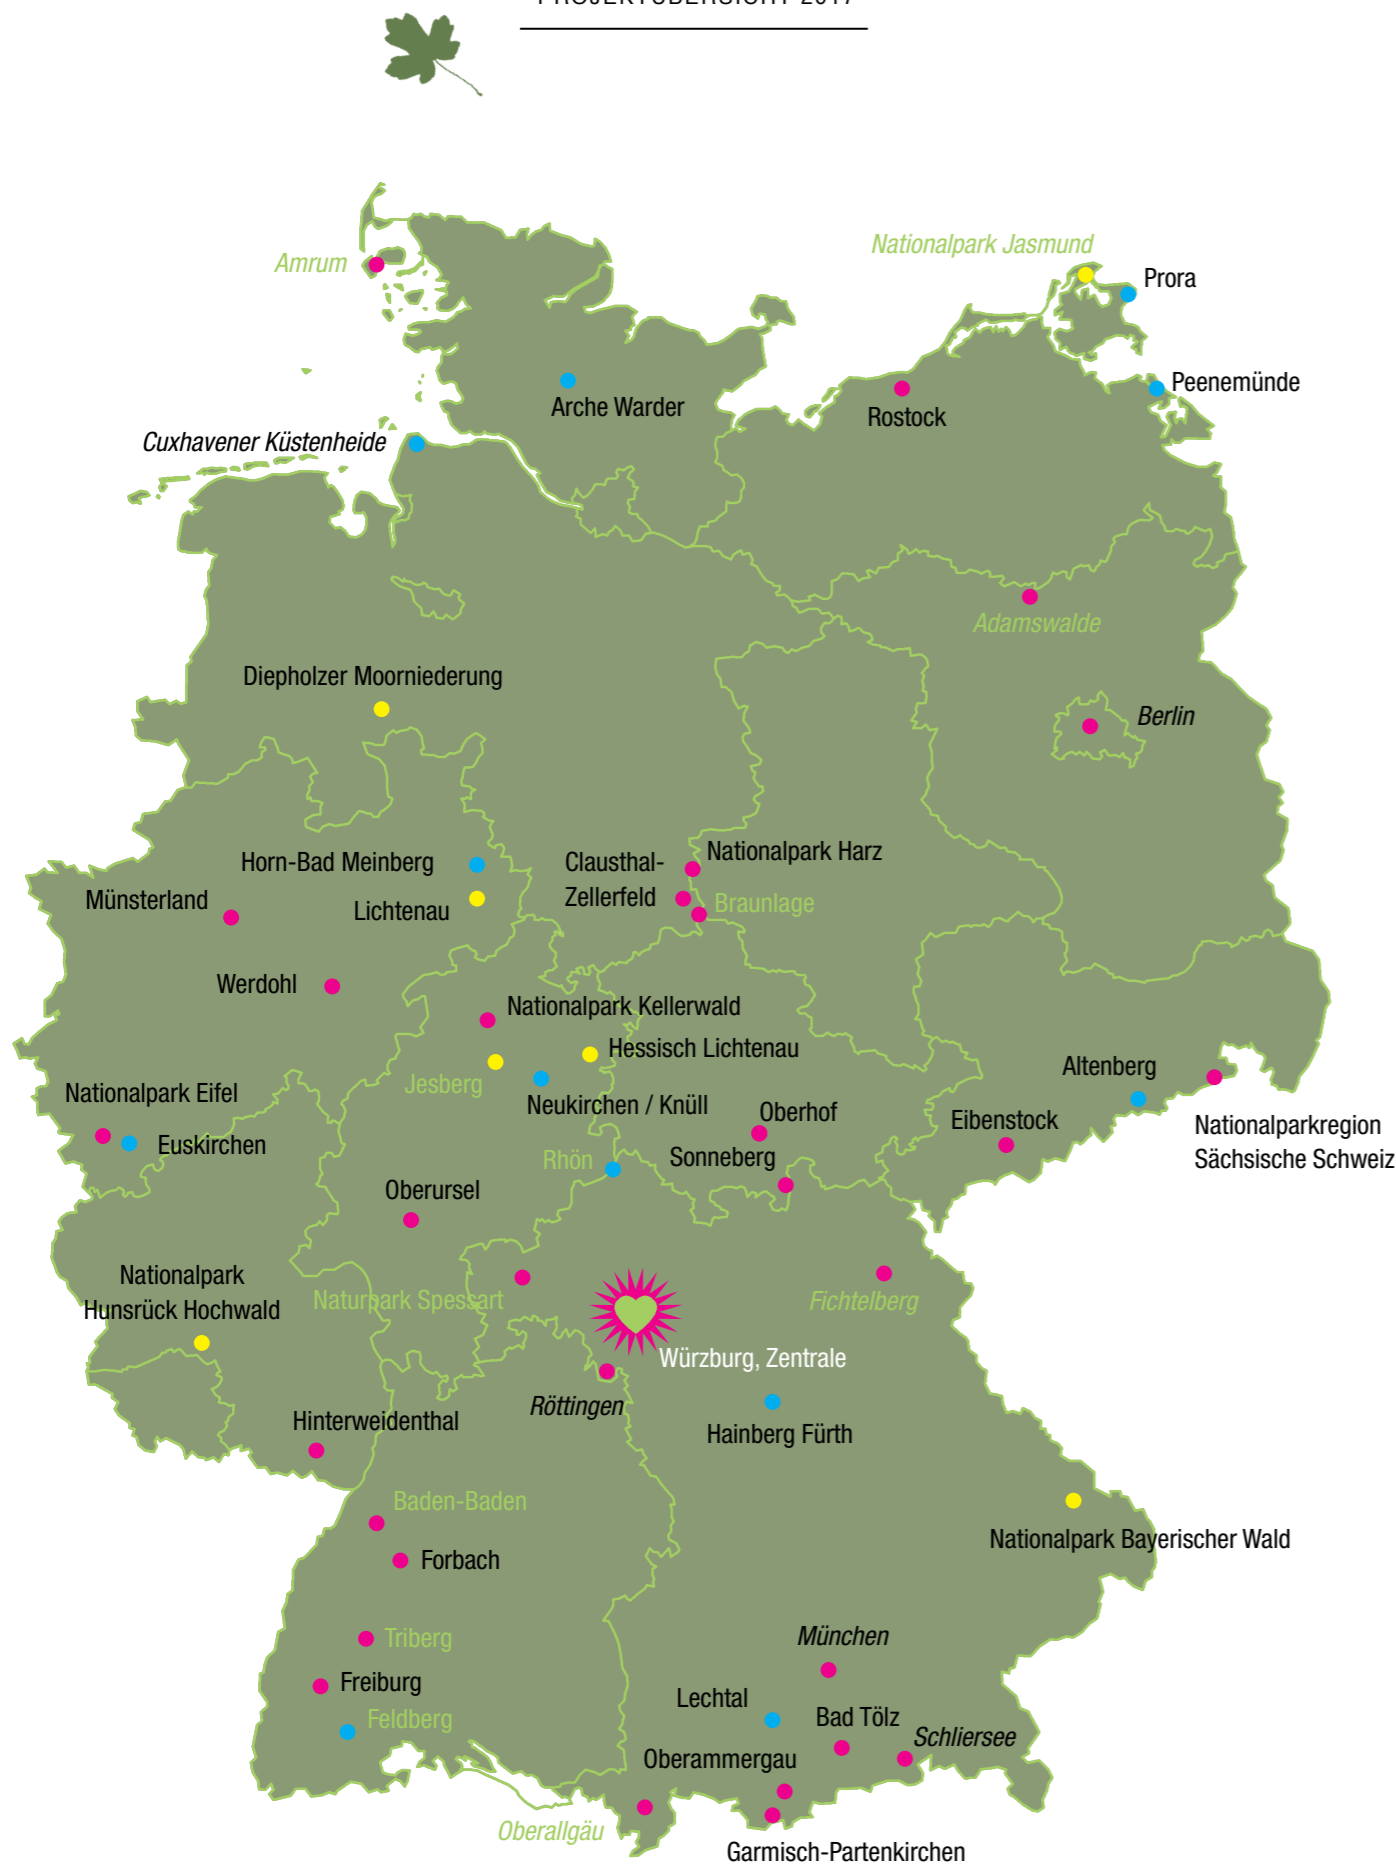 PROJEKTÜBERSICHT 2017
Nationalpark Jasmund
Amrum
Prora
Peenemünde
Arche Warder
Rostock
Cuxhavener Küstenheide
Adamswalde
Diepholzer Moorniederung
Berlin
Nationalpark Harz
Horn-Bad Meinberg
Clausthal-
Zellerfeld
Münsterland
Lichtenau
Braunlage
Werdohl
Nationalpark Kellerwald
Hessisch Lichtenau
Altenberg
Jesberg
Nationalpark Eifel
Neukirchen / Knüll
Oberhof
Eibenstock
Nationalparkregion
Sächsische Schweiz
Euskirchen
Rhön
Sonneberg
Oberursel
Nationalpark
Hunsrück Hochwald
Naturpark Spessart
Fichtelberg
Würzburg, Zentrale
Röttingen
Hinterweidenthal
Hainberg Fürth
Baden-Baden
Nationalpark Bayerischer Wald
Forbach
Triberg
München
Freiburg
Lechtal
Feldberg
Bad Tölz
Schliersee
Oberammergau
Oberallgäu
Garmisch-Partenkirchen